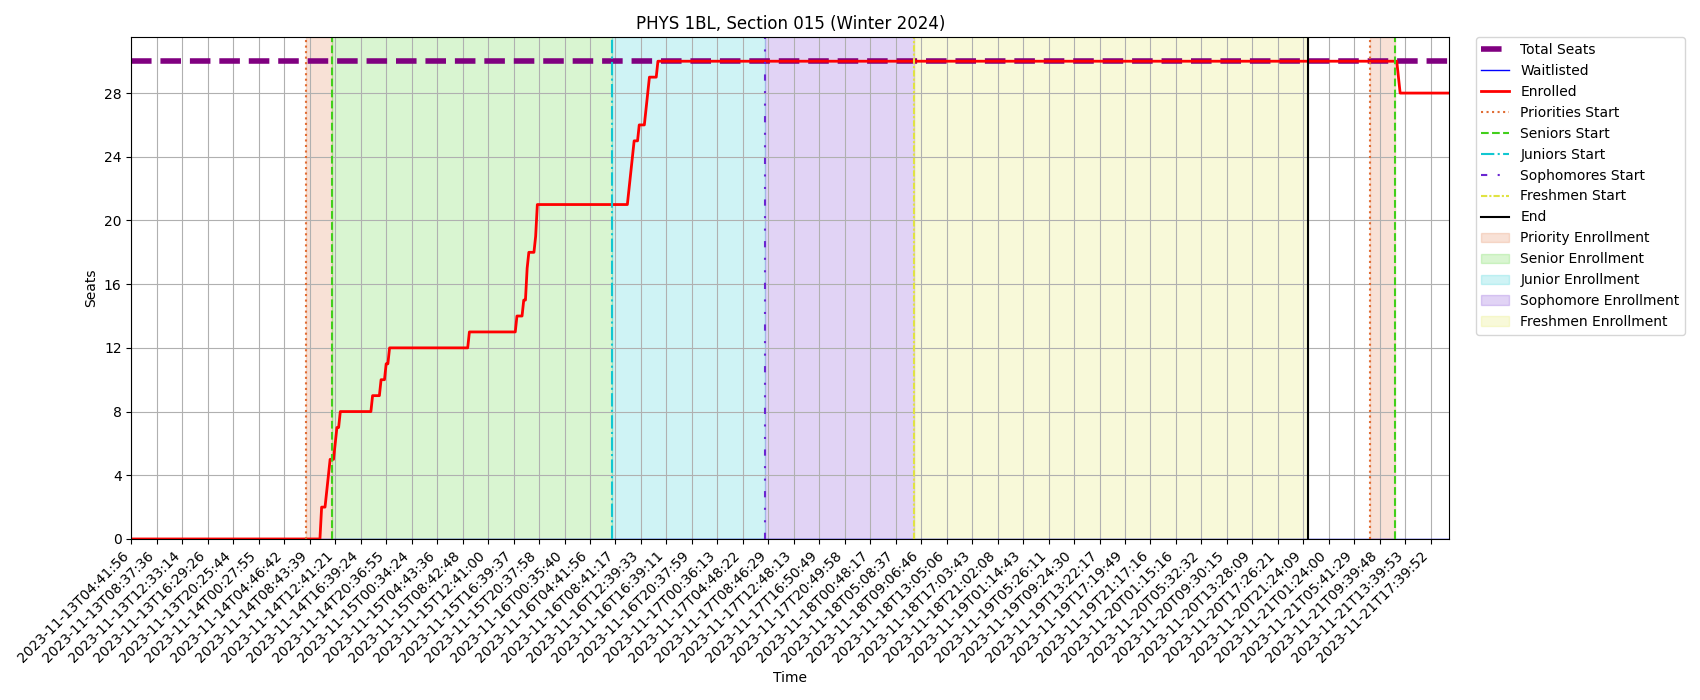 PHYS 1BL, Section 015 (Winter 2024)
Seats
28
24
20
16
12
8
4
0
2023-11-13T04:41:56
2023-11-13T08:37:36
2023-11-13T12:33:14
2023-11-13T16:29:26
2023-11-13T20:25:44
2023-11-14T00:27:55
2023-11-14T04:46:42
2023-11-14T08:43:39
2023-11-14T12:41:21
2023-11-14T16:39:24
2023-11-14T20:36:55
2023-11-15T00:34:24
2023-11-15T04:43:36
2023-11-15T08:42:48
2023-11-15T12:41:00
2023-11-15T16:39:37
2023-11-15T20:37:58
2023-11-16T00:35:40
2023-11-16T04:41:56
2023-11-16T08:41:17
2023-11-16T12:39:33
2023-11-16T16:39:11
2023-11-16T20:37:59
2023-11-17T00:36:13
2023-11-17T04:48:22
2023-11-17T08:46:29
2023-11-17T12:48:13
2023-11-17T16:50:49
2023-11-17T20:49:58
2023-11-18T00:48:17
2023-11-18T05:08:37
2023-11-18T09:06:46
2023-11-18T13:05:06
2023-11-18T17:03:43
2023-11-18T21:02:08
2023-11-19T01:14:43
2023-11-19T05:26:11
2023-11-19T09:24:30
2023-11-19T13:22:17
2023-11-19T17:19:49
2023-11-19T21:17:16
2023-11-20T01:15:16
2023-11-20T05:32:32
2023-11-20T09:30:15
2023-11-20T13:28:09
2023-11-20T17:26:21
2023-11-20T21:24:09
2023-11-21T01:24:00
2023-11-21T05:41:29
2023-11-21T09:39:48
2023-11-21T13:39:53
2023-11-21T17:39:52
Time
Total Seats
Waitlisted
Enrolled
Priorities Start
Seniors Start
Juniors Start
Sophomores Start
Freshmen Start
End
Priority Enrollment
Senior Enrollment
Junior Enrollment
Sophomore Enrollment
Freshmen Enrollment